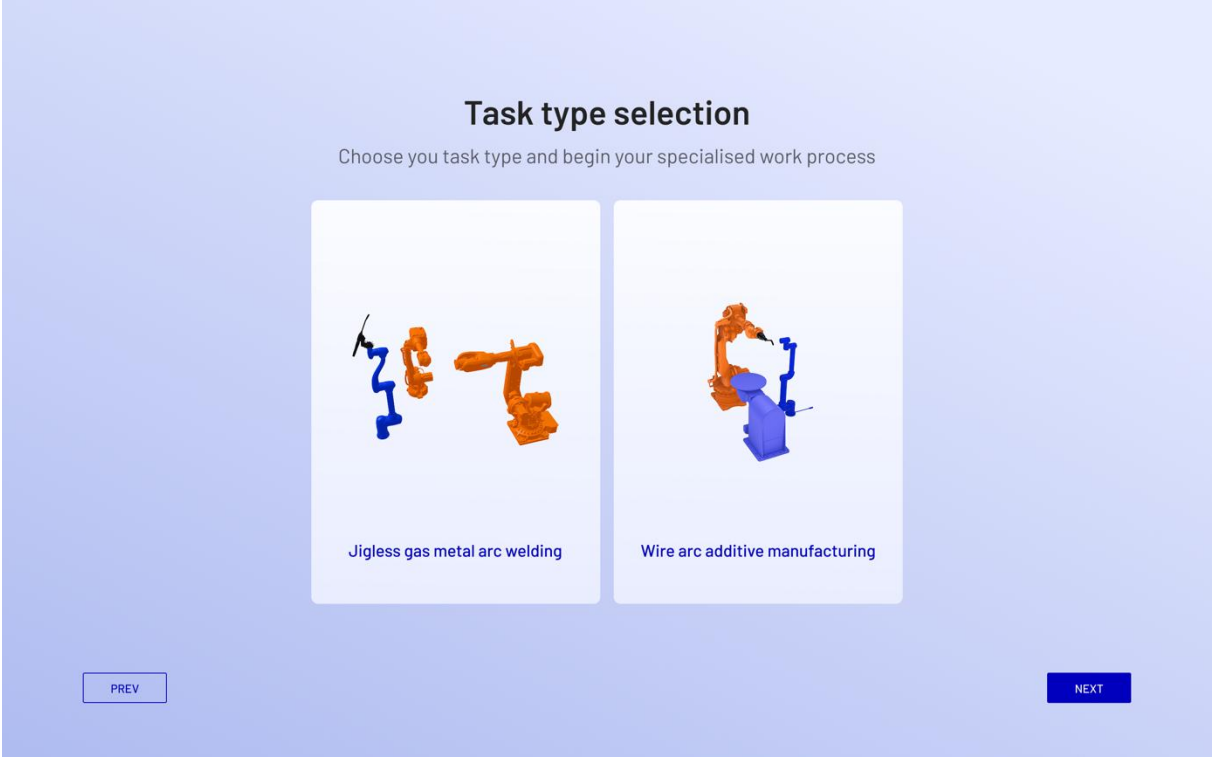 Task type selection
Choose you task type and begin your specialised work process
Jigless gas metal arc welding
Wire arc additive manufacturing
PREV
NEXT